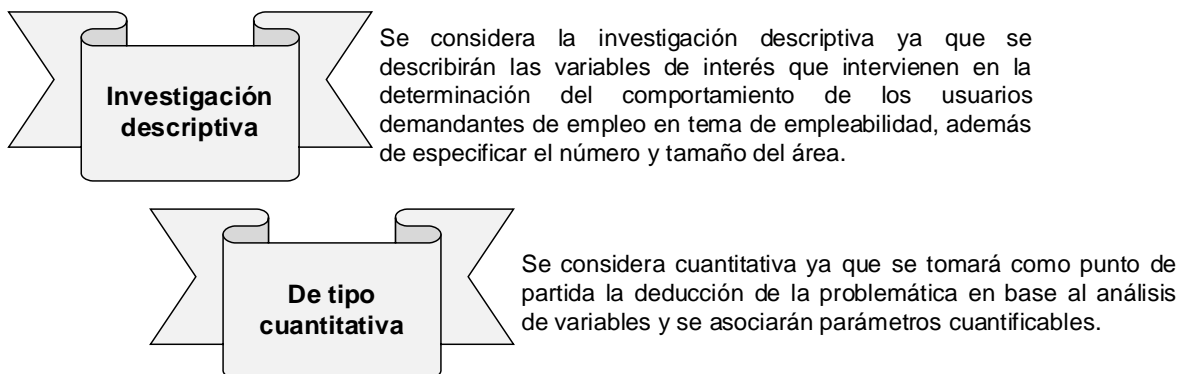 Investigación
descriptiva
Se considera la investigación descriptiva ya que se
describirán las variables de interés que intervienen en la
determinación del comportamiento de los usuarios
demandantes de empleo en tema de empleabilidad, además
de especificar el número y tamaño del área.
De tipo
cuantitativa
Se considera cuantitativa ya que se tomará como punto de
partida la deducción de la problemática en base al análisis
de variables y se asociarán parámetros cuantificables.